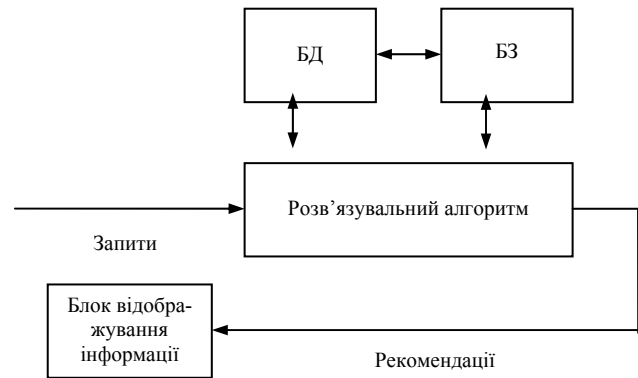 БД
БЗ
Розв’язувальний алгоритм
Запити
Блок відобра-
жування
інформації
Рекомендації